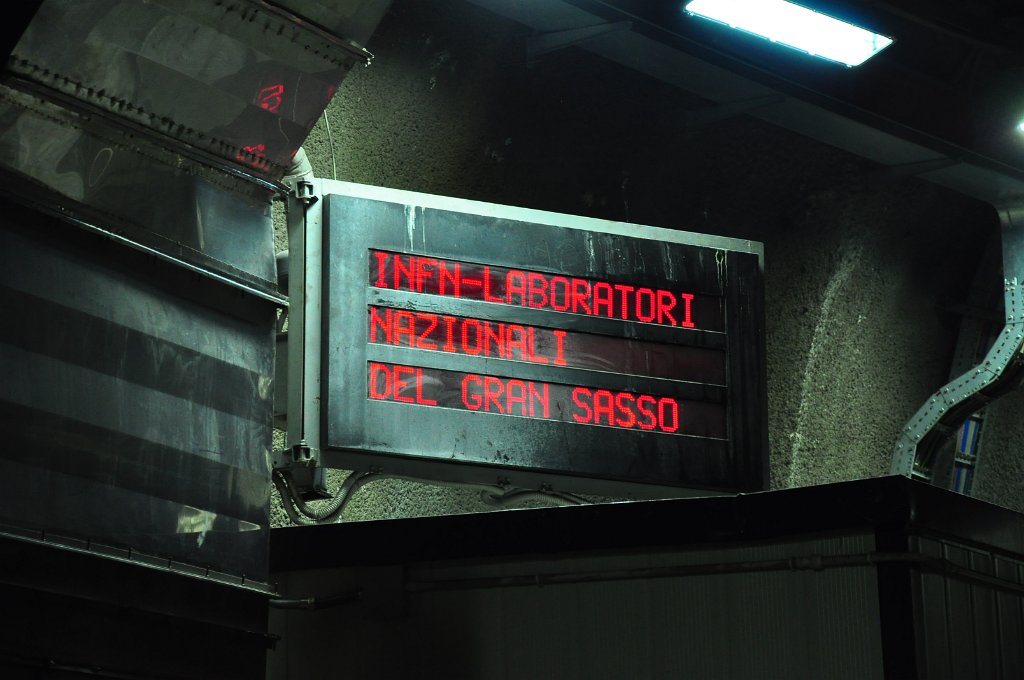 INFN-LABORATORI
NAZIONALI
DEL GRAN SASSO